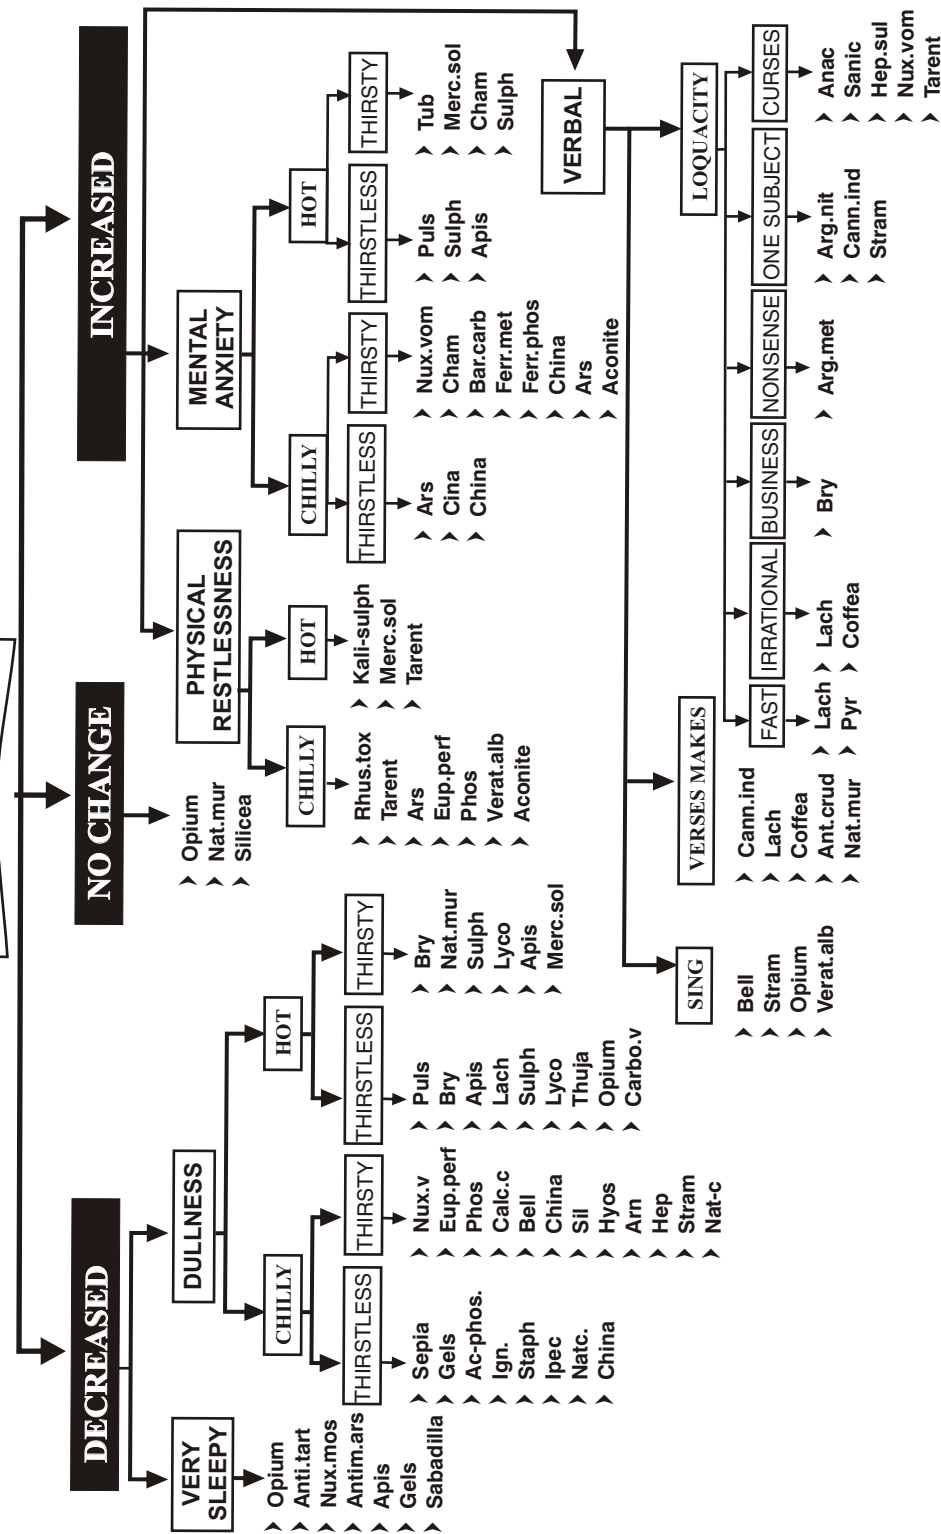 DECREASED
NO CHANGE
INCREASED
VERY
SLEEPY
Opium
Anti.tart
Nux.mos
Antim.ars
Apis
Gels
Sabadilla
DULLNESS
CHILLY
THIRSTLESS
Sepia
Gels
Ac-phos.
Ign.
Staph
Ipec
Natc.
China
THIRSTY
Nux.v
Eup.perf
Phos
Calc.c
Bell
China
Sil
Hyos
Arn
Hep
Stram
Nat-c
HOT
THIRSTLESS
Puls
Bry
Apis
Lach
Sulph
Lyco
Thuja
Opium
Carbo.v
THIRSTY
Bry
Nat.mur
Sulph
Lyco
Apis
Merc.sol
Opium
Nat.mur
Silicea
PHYSICAL
RESTLESSNESS
CHILLY
Rhus.tox
Tarent
Ars
Eup.perf
Phos
Verat.alb
Aconite
HOT
Kali-sulph
Merc.sol
Tarent
MENTAL
ANXIETY
CHILLY
THIRSTLESS
Ars
Cina
China
THIRSTY
Nux.vom
Cham
Bar.carb
Ferr.met
Ferr.phos
China
Ars
Aconite
HOT
THIRSTLESS
Puls
Sulph
Apis
THIRSTY
Tub
Merc.sol
Cham
Sulph
VERBAL
SING
Bell
Stram
Opium
Verat.alb
VERSES MAKES
Cann.ind
Lach
Coffea
Ant.crud
Nat.mur
LOQUACITY
FAST
Lach
Pyr
IRRATIONAL
Lach
Coffea
BUSINESS
Bry
NONSENSE
Arg.met
ONE SUBJECT
Arg.nit
Cann.ind
Stram
CURSES
Anac
Sanic
Hep.sul
Nux.vom
Tarent